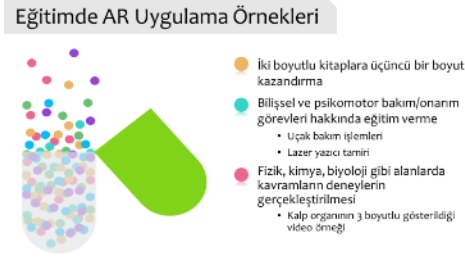 Eğitimde AR Uygulama Örnekleri
İki boyutlu kitaplara üçüncü bir boyut
kazandırma
Bilişsel ve psikomotor bakım/onarım
görevleri hakkında eğitim verme
• Uçak bakım işlemleri
• Lazer yazıcı tamiri
Fizik, kimya, biyoloji gibi alanlarda
kavramların deneylerin
gerçekleştirilmesi
• Kalp organının 3 boyutlu gösterildiği
video örneği